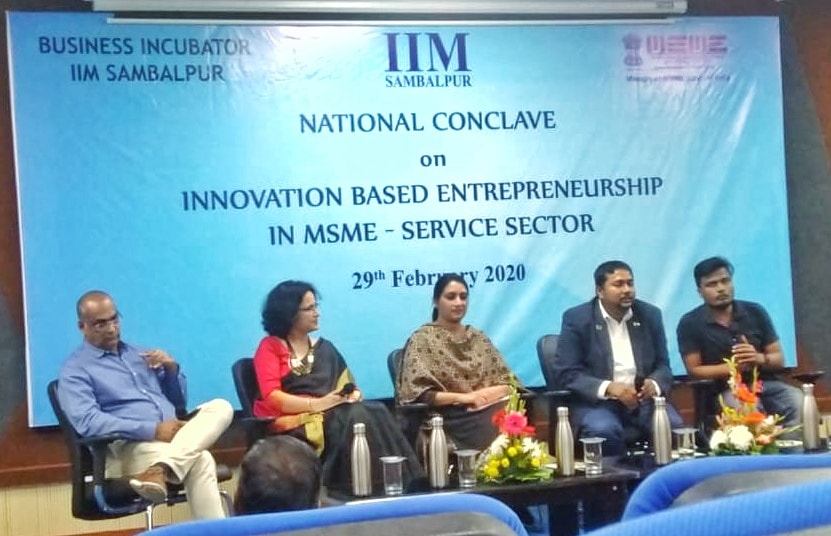 BUSINESS INCUBATOR
IIM SAMBALPUR
IIM
SAMBALPUR
NATIONAL CONCLAVE
on
INNOVATION BASED ENTREPRENEURSHIP
IN MSME - SERVICE SECTOR
29th February 2020